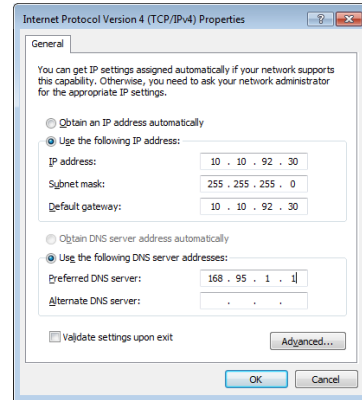 Internet Protocol Version 4 (TCP/IPv4) Properties
General
You can get IP settings assigned automatically if your network supports
this capability. Otherwise, you need to ask your network administrator
for the appropriate IP settings.
Obtain an IP address automatically
Use the following IP address:
IP address: 10 . 10 . 92 . 30
Subnet mask: 255 . 255 . 255 . 0
Default gateway: 10 . 10 . 92 . 30
Obtain DNS server address automatically
Use the following DNS server addresses:
Preferred DNS server: 168 . 95 . 1 . 1
Alternate DNS server: . . .
Validate settings upon exit
Advanced...
OK Cancel